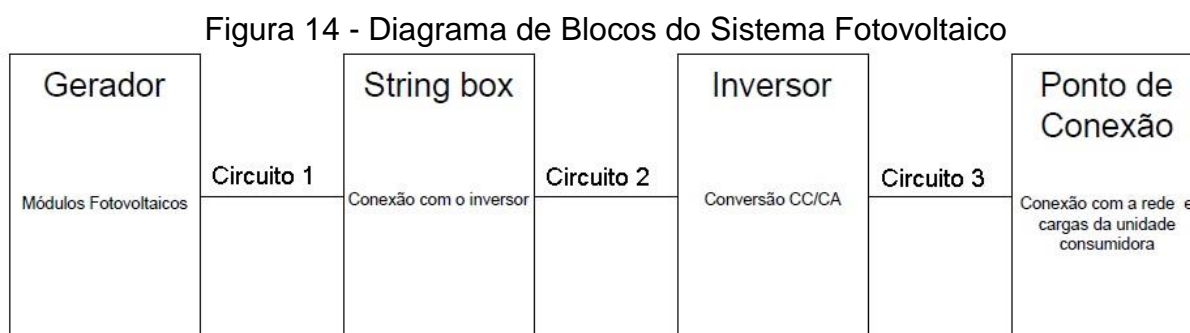 Figura 14 - Diagrama de Blocos do Sistema Fotovoltaico
Gerador
Módulos Fotovoltaicos
Circuito 1
String box
Conexão com o inversor
Circuito 2
Inversor
Conversão CC/CA
Circuito 3
Ponto de
Conexão
Conexão com a rede e
cargas da unidade
consumidora